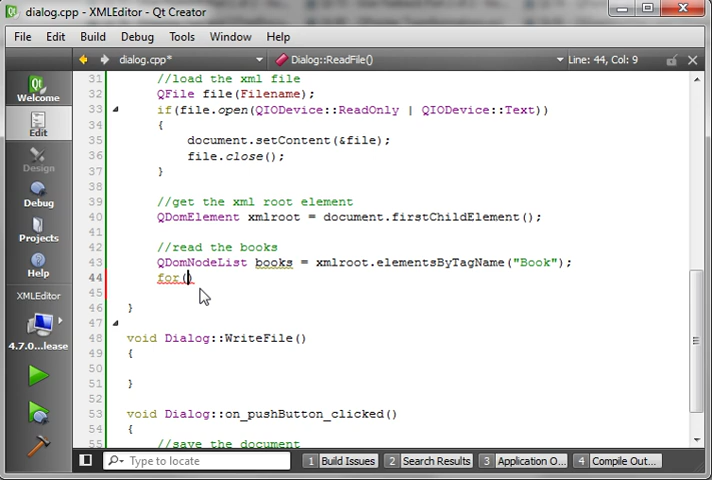 dialog.cpp - XMLEditor - Qt Creator
File Edit Build Debug Tools Window Help
dialog.cpp* Dialog::ReadFile() Line: 44, Col: 9
Welcome
Edit
Design
Debug
Projects
Help
XMLEditor
4.7.0...lease
31 //load the xml file
32 QFile file(Filename);
33 if(file.open(QIODevice::ReadOnly | QIODevice::Text))
34 {
35 document.setContent(&file);
36 file.close();
37 }
38
39 //get the xml root element
40 QDomElement xmlroot = document.firstChildElement();
41
42 //read the books
43 QDomNodeList books = xmlroot.elementsByTagName("Book");
44 for()
45
46 }
47
48 void Dialog::WriteFile()
49 {
50
51 }
52
53 void Dialog::on_pushButton_clicked()
54 {
55 //save the document
Type to locate 1 Build Issues 2 Search Results 3 Application O... 4 Compile Out...